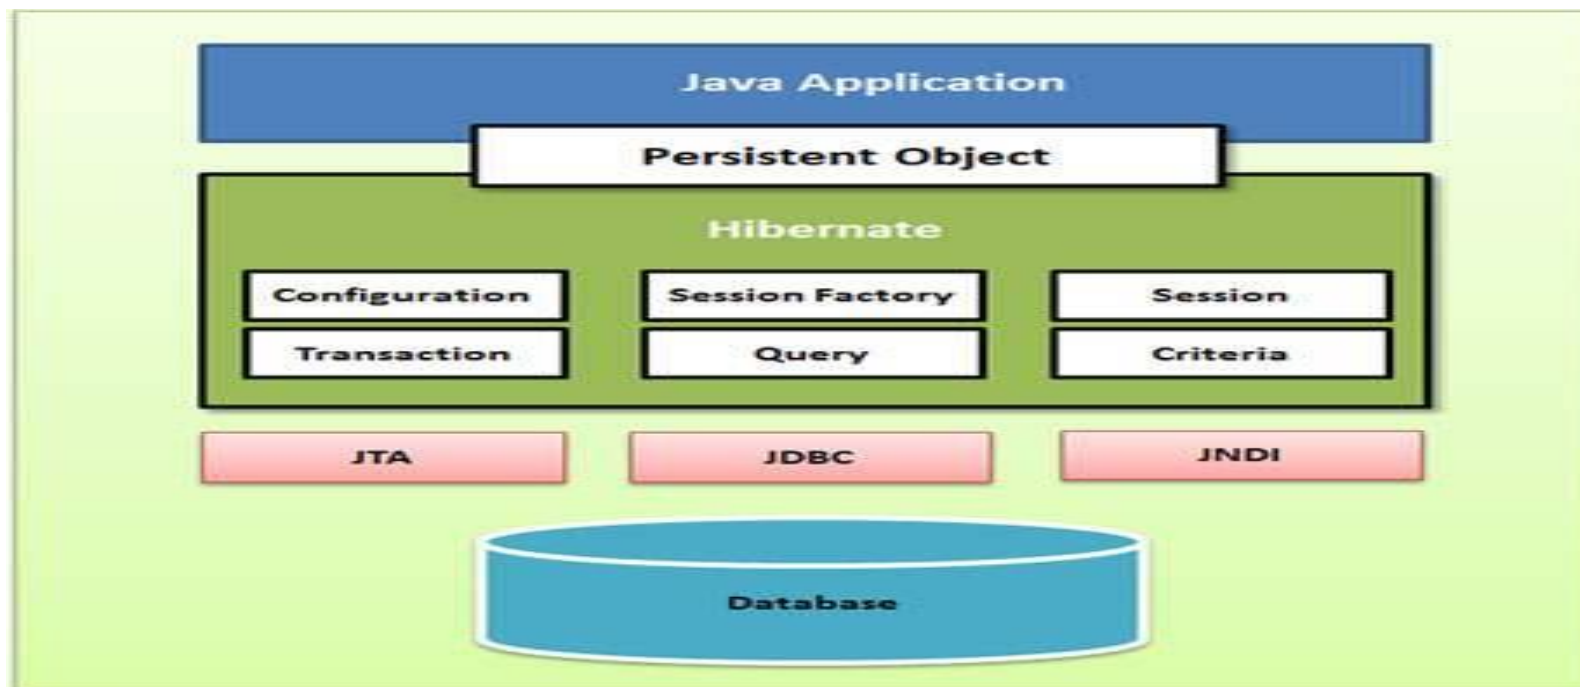 Java Application
Persistent Object
Hibernate
Configuration
Session Factory
Session
Transaction
Query
Criteria
JTA
JDBC
JNDI
Database